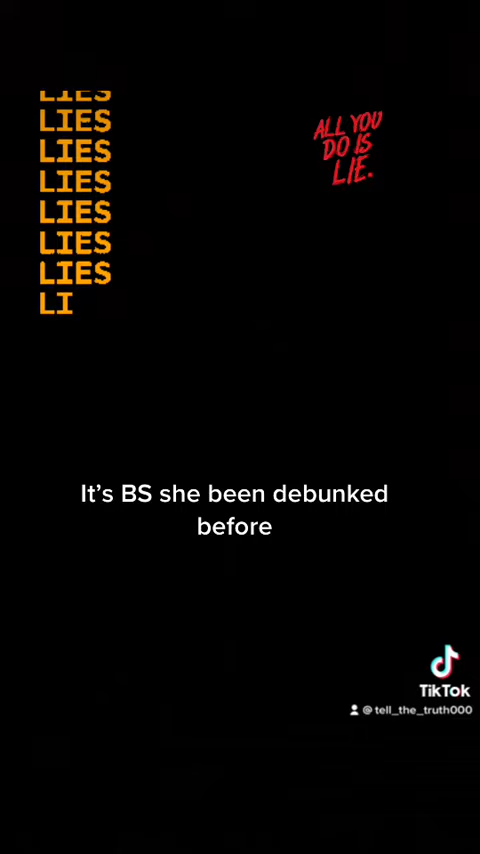 LIES
LIES
LIES
LIES
LIES
LIES
LIES
LI
ALL YOU
DO IS
LIE.
It's BS she been debunked
before
TikTok
@tell_the_truth000